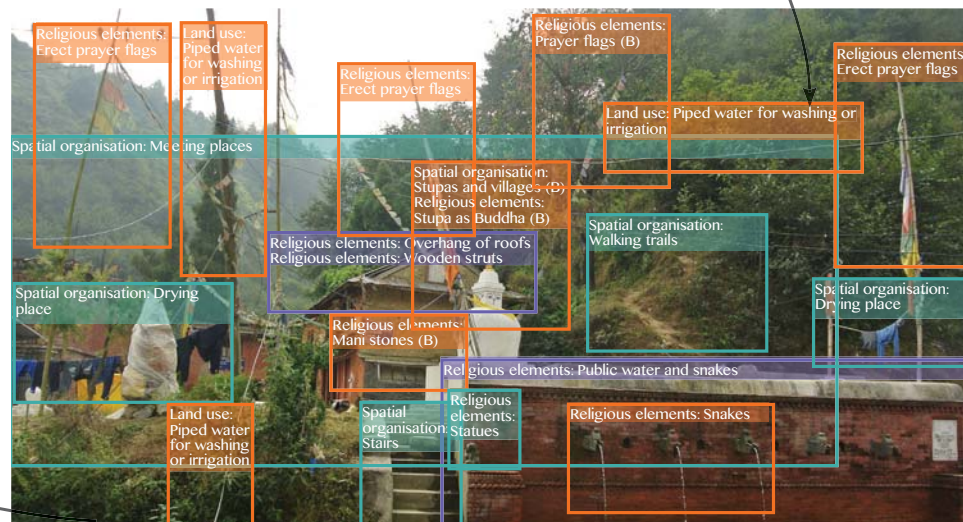 Religious elements:
Erect prayer flags
Land use:
Piped water
for washing
or irrigation
Religious elements:
Erect prayer flags
Religious elements:
Prayer flags (B)
Religious elements:
Erect prayer flags
Land use: Piped water for washing or
irrigation
Spatial organisation: Meeting places
Spatial organisation:
Stupas and villages (B)
Religious elements:
Stupa as Buddha (B)
Religious elements: Overhang of roofs
Religious elements: Wooden struts
Spatial organisation:
Walking trails
Spatial organisation: Drying
place
Spatial organisation:
Drying place
Religious elements:
Mani stones (B)
Religious elements: Public water and snakes
Land use:
Piped water
for washing
or irrigation
Spatial
organisation:
Stairs
Religious
elements:
Statues
Religious elements: Snakes